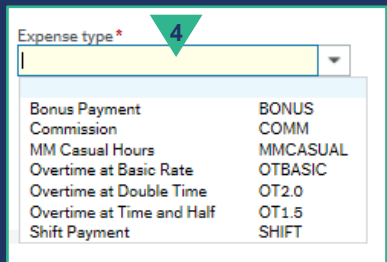 Expense type*
4
Bonus Payment BONUS
Commission COMM
MM Casual Hours MMCASUAL
Overtime at Basic Rate OTBASIC
Overtime at Double Time OT2.0
Overtime at Time and Half OT1.5
Shift Payment SHIFT